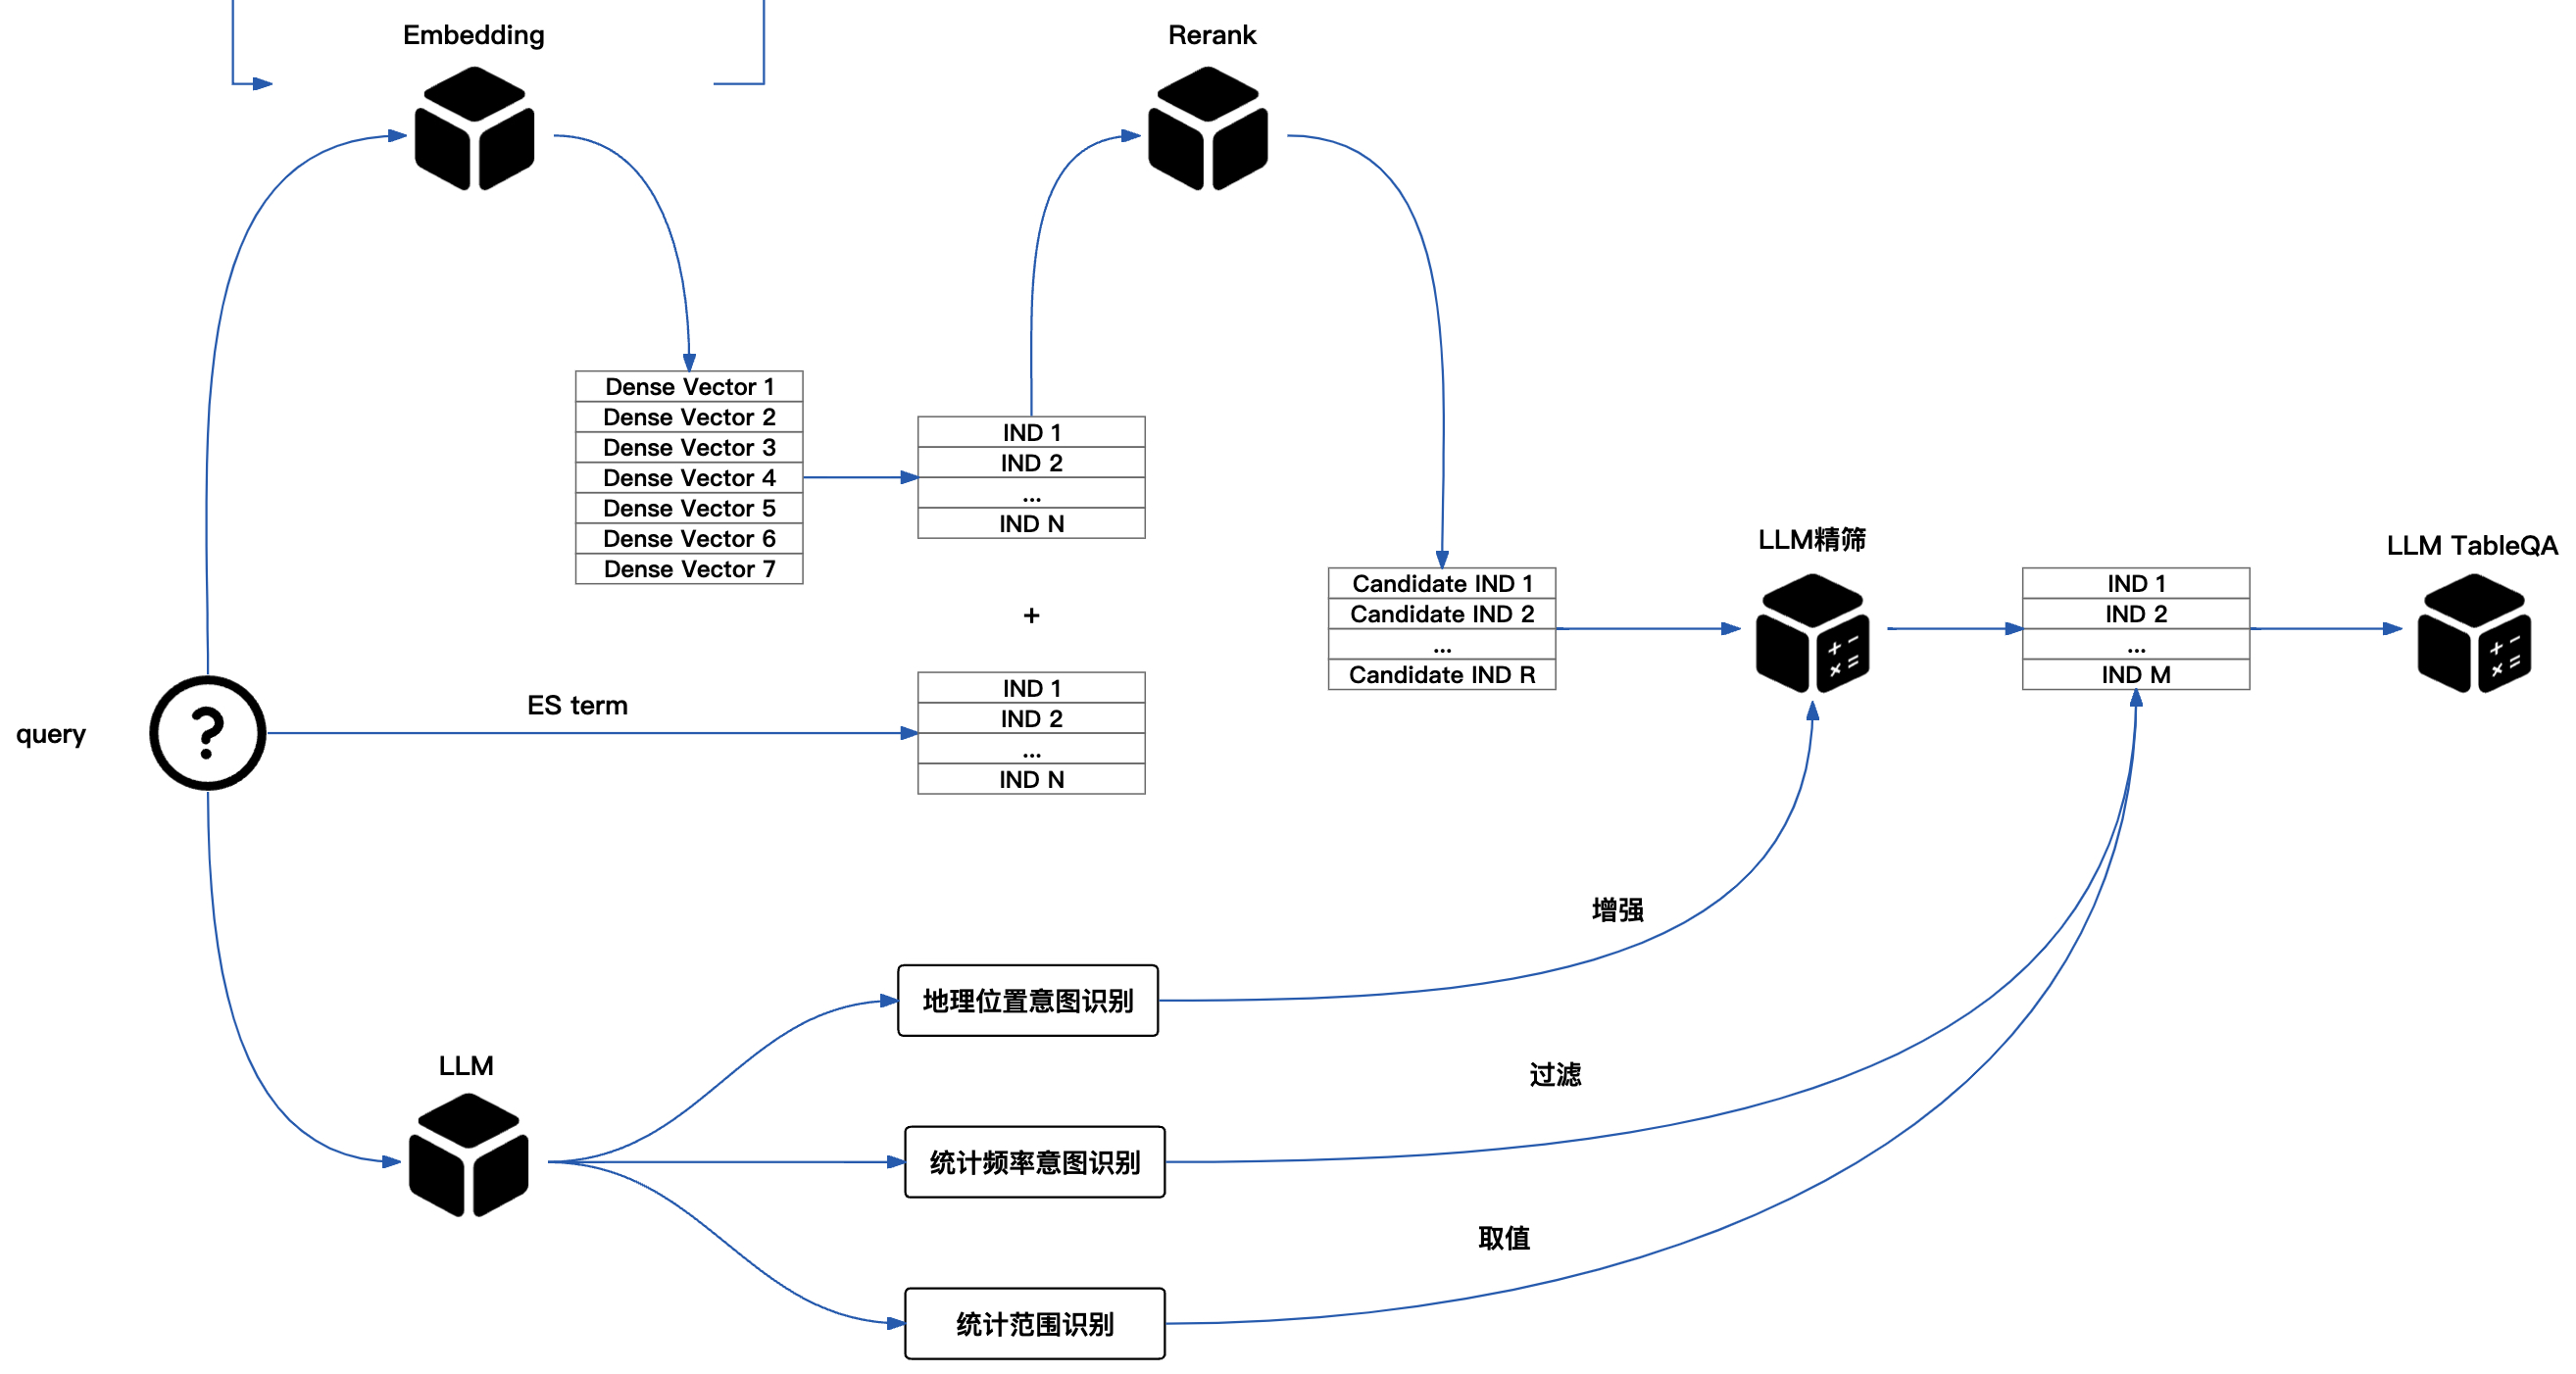 Embedding
Rerank
Dense Vector 1
Dense Vector 2
Dense Vector 3
Dense Vector 4
Dense Vector 5
Dense Vector 6
Dense Vector 7
IND 1
IND 2
...
IND N
+
ES term
IND 1
IND 2
...
IND N
query
?
Candidate IND 1
Candidate IND 2
...
Candidate IND R
LLM精筛
+ −
× =
IND 1
IND 2
...
IND M
LLM TableQA
+ −
× =
增强
地理位置意图识别
LLM
过滤
统计频率意图识别
取值
统计范围识别